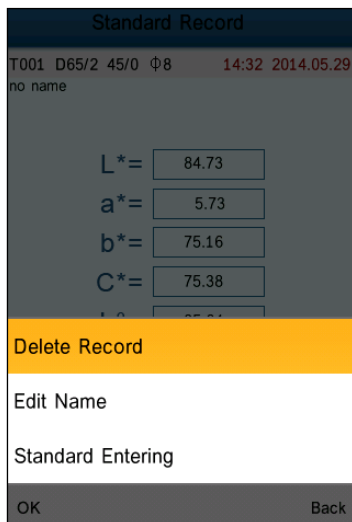 Standard Record
T001 D65/2 45/0 Φ8 14:32 2014.05.29
no name
L*= 84.73
a*= 5.73
b*= 75.16
C*= 75.38
Delete Record
Edit Name
Standard Entering
OK Back